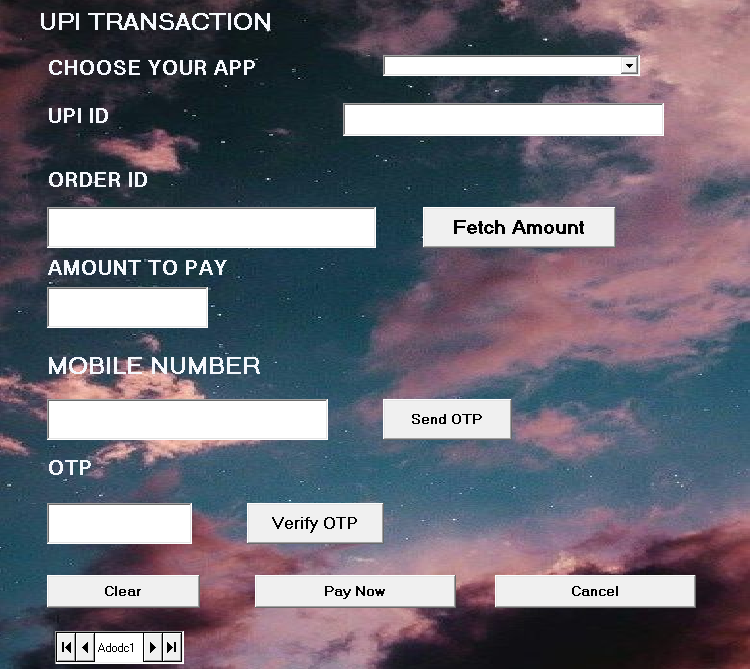 UPI TRANSACTION
CHOOSE YOUR APP
UPI ID
ORDER ID
Fetch Amount
AMOUNT TO PAY
MOBILE NUMBER
Send OTP
OTP
Verify OTP
Clear Pay Now Cancel
Adodc1